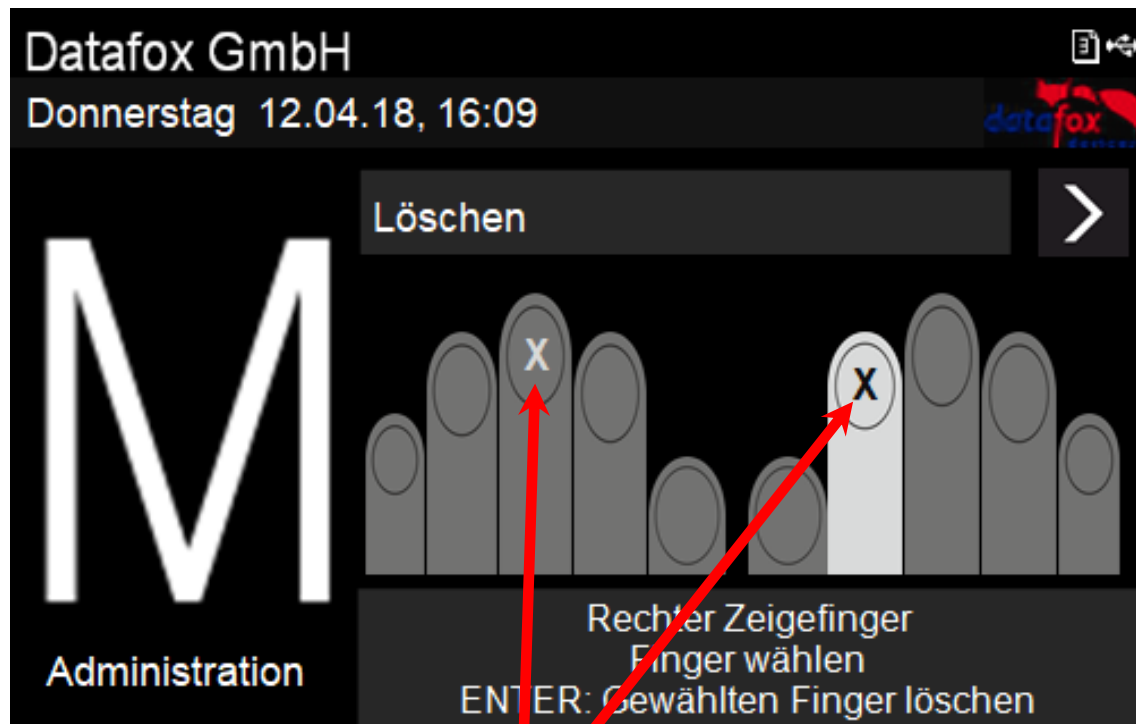 Datafox GmbH
3
Donnerstag 12.04.18, 16:09
datafox
Löschen
M
X X
Rechter Zeigefinger
Finger wählen
Administration
ENTER: Gewählten Finger löschen